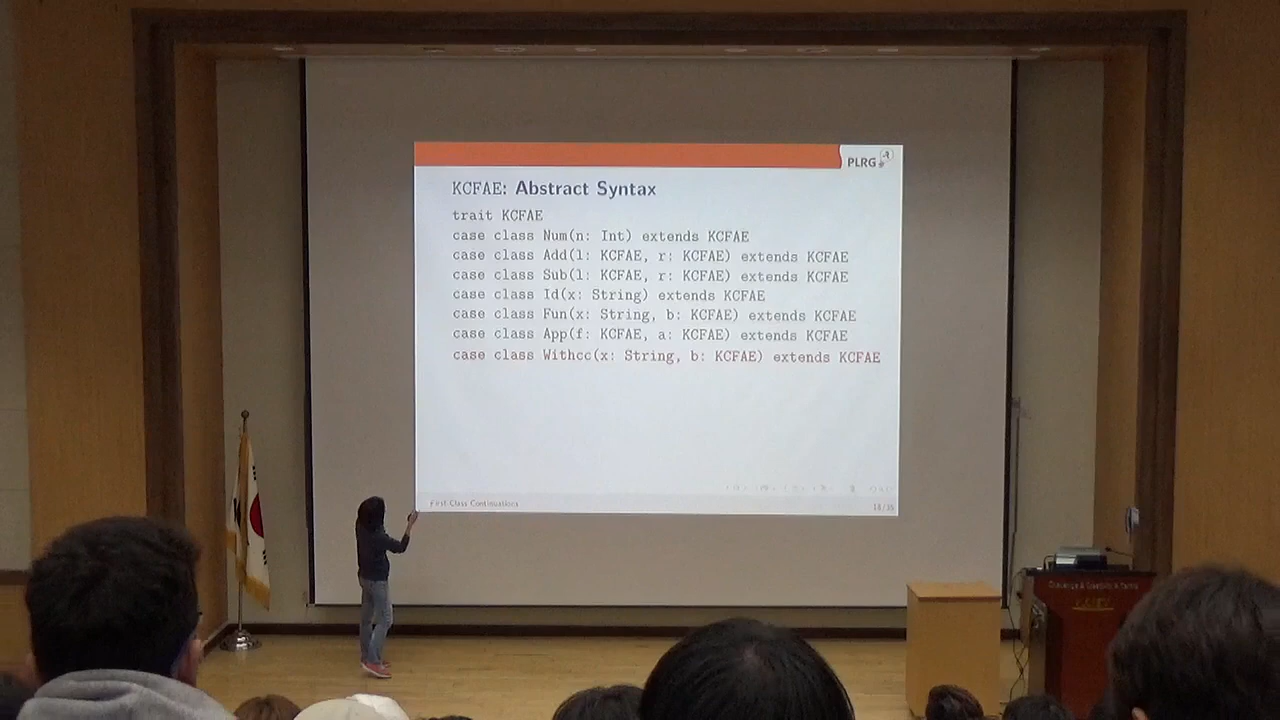 PLRG
KCFAE: Abstract Syntax
trait KCFAE
case class Num(n: Int) extends KCFAE
case class Add(l: KCFAE, r: KCFAE) extends KCFAE
case class Sub(l: KCFAE, r: KCFAE) extends KCFAE
case class Id(x: String) extends KCFAE
case class Fun(x: String, b: KCFAE) extends KCFAE
case class App(f: KCFAE, a: KCFAE) extends KCFAE
case class Withcc(x: String, b: KCFAE) extends KCFAE
First Class Continuations